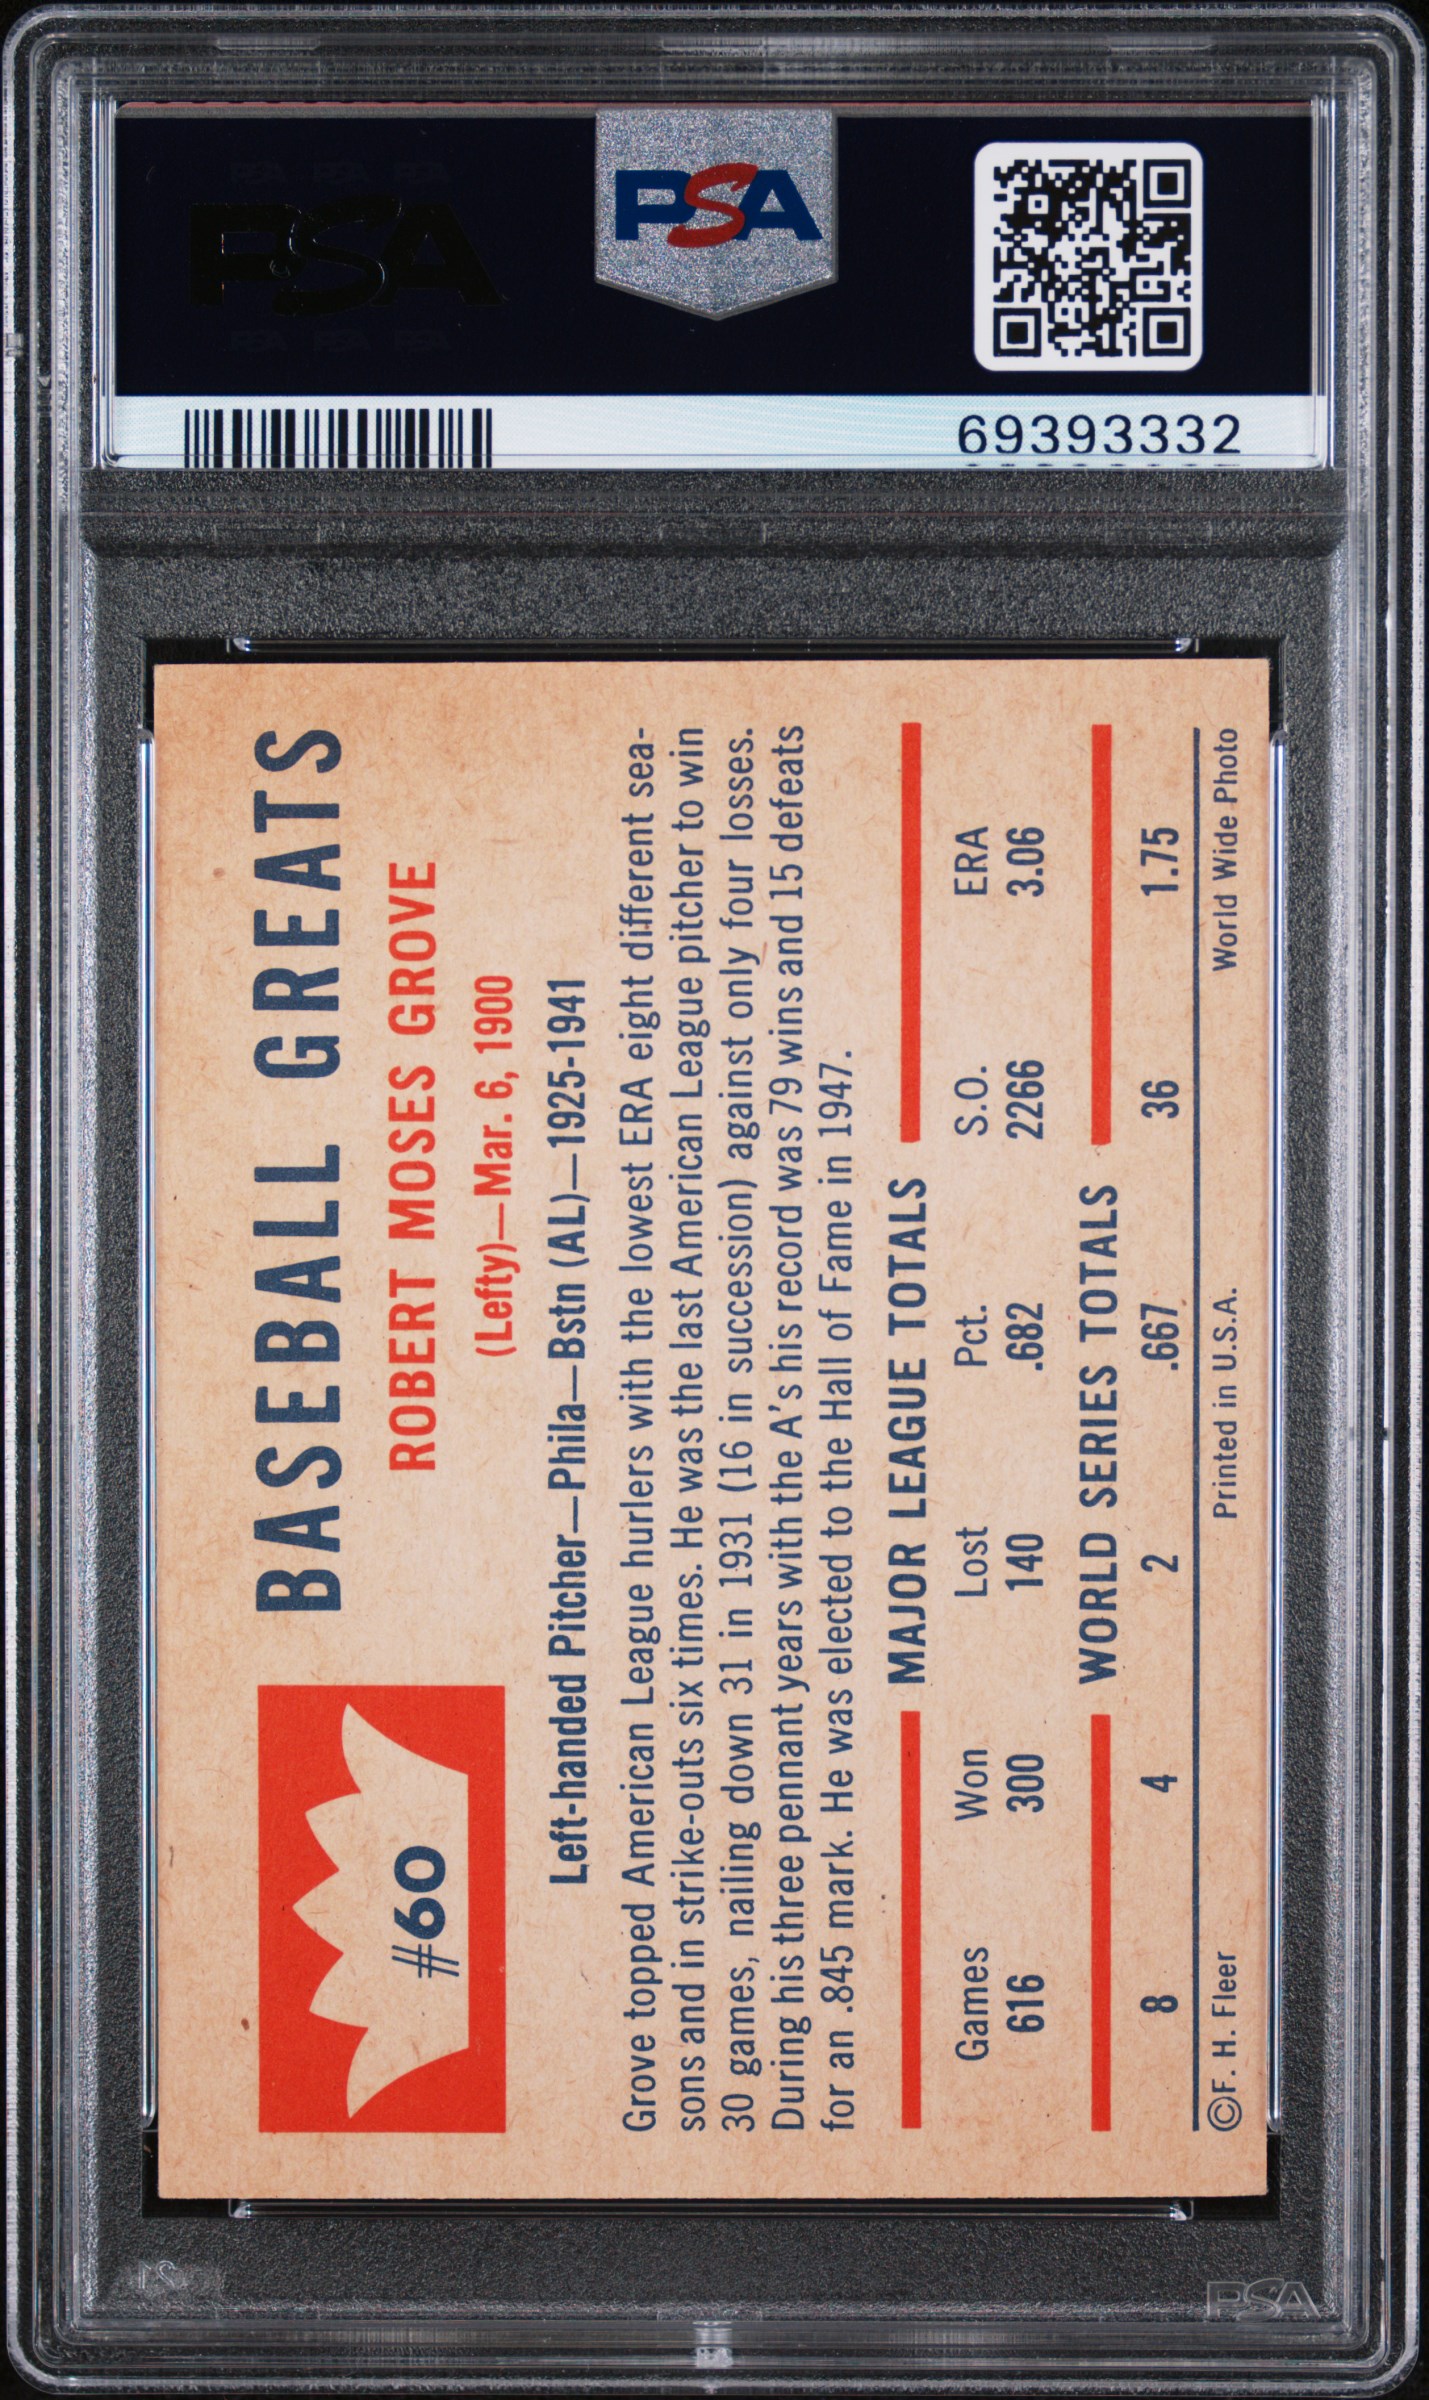 PSA
PSA
69393332
BASEBALL GREATS
#60
ROBERT MOSES GROVE
(Lefty)—Mar. 6, 1900
Left-handed Pitcher—Phila—Bstn (AL)—1925-1941
Grove topped American League hurlers with the lowest ERA eight different sea-
sons and in strike-outs six times. He was the last American League pitcher to win
30 games, nailing down 31 in 1931 (16 in succession) against only four losses.
During his three pennant years with the A's his record was 79 wins and 15 defeats
for an .845 mark. He was elected to the Hall of Fame in 1947.
MAJOR LEAGUE TOTALS
Games Won Lost Pct. S.O. ERA
616 300 140 .682 2266 3.06
WORLD SERIES TOTALS
8 4 2 .667 36 1.75
©F. H. Fleer Printed in U.S.A. World Wide Photo
PSA